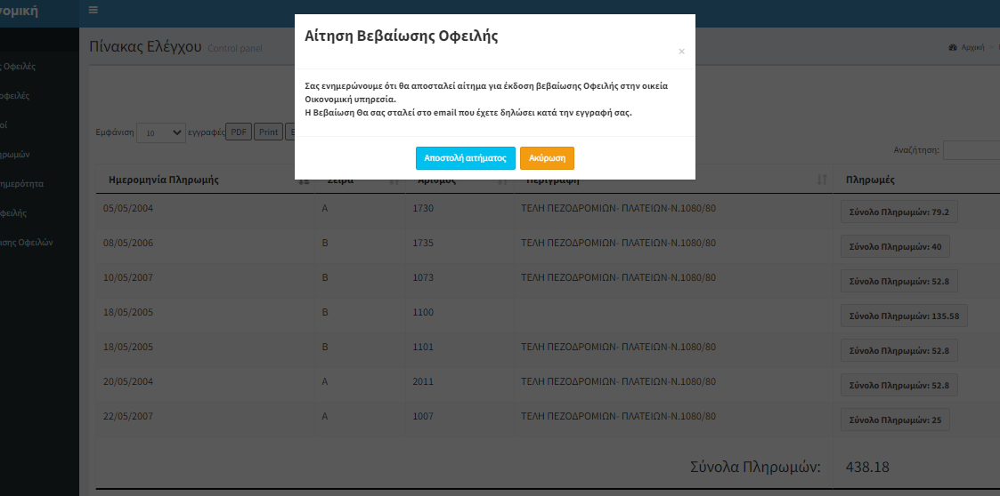 νομική
Αίτηση Βεβαίωσης Οφειλής
×
Πίνακας Ελέγχου Control panel
Αρχική >
ς Οφειλές
οφειλές
οί
ηρωμών
νημερότητα
φειλής
ισης Οφειλών
Σας ενημερώνουμε ότι θα αποσταλεί αίτημα για έκδοση βεβαίωσης Οφειλής στην οικεία
Οικονομική υπηρεσία.
Η Βεβαίωση Θα σας σταλεί στο email που έχετε δηλώσει κατά την εγγραφή σας.
Εμφάνιση 10 εγγραφές PDF Print E
Αποστολή αιτήματος Ακύρωση
Αναζήτηση:
Ημερομηνία Πληρωμής Σειρά Αριθμός Περιγραφή Πληρωμές
05/05/2004 Α 1730 ΤΕΛΗ ΠΕΖΟΔΡΟΜΙΩΝ- ΠΛΑΤΕΙΩΝ-Ν.1080/80 Σύνολο Πληρωμών: 79.2
08/05/2006 Β 1735 ΤΕΛΗ ΠΕΖΟΔΡΟΜΙΩΝ- ΠΛΑΤΕΙΩΝ-Ν.1080/80 Σύνολο Πληρωμών: 40
10/05/2007 Β 1073 ΤΕΛΗ ΠΕΖΟΔΡΟΜΙΩΝ- ΠΛΑΤΕΙΩΝ-Ν.1080/80 Σύνολο Πληρωμών: 52.8
18/05/2005 Β 1100 Σύνολο Πληρωμών: 135.58
18/05/2005 Β 1101 ΤΕΛΗ ΠΕΖΟΔΡΟΜΙΩΝ- ΠΛΑΤΕΙΩΝ-Ν.1080/80 Σύνολο Πληρωμών: 52.8
20/05/2004 Α 2011 ΤΕΛΗ ΠΕΖΟΔΡΟΜΙΩΝ- ΠΛΑΤΕΙΩΝ-Ν.1080/80 Σύνολο Πληρωμών: 52.8
22/05/2007 Α 1007 ΤΕΛΗ ΠΕΖΟΔΡΟΜΙΩΝ- ΠΛΑΤΕΙΩΝ-Ν.1080/80 Σύνολο Πληρωμών: 25
Σύνολα Πληρωμών: 438.18